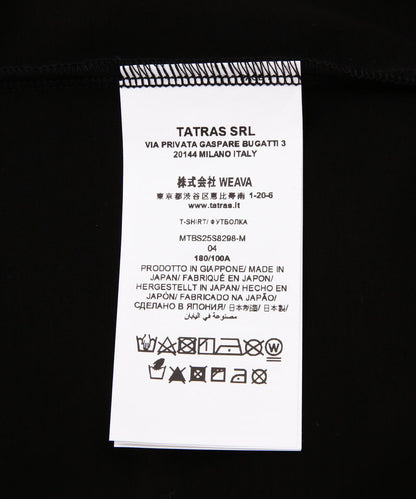 TATRAS SRL
VIA PRIVATA GASPARE BUGATTI 3
20144 MILANO ITALY
株式会社 WEAVA
東京都渋谷区恵比寿南 1-20-6
www.tatras.it
T-SHIRT/ ФУТБОЛКА
MTBS25S8298-M
04
180/100A
PRODOTTO IN GIAPPONE/ MADE IN
JAPAN/ FABRIQUÉ EN JAPON/
HERGESTELLT IN JAPAN/ HECHO EN
JAPÓN/ FABRICADO NA JAPÃO/
СДЕЛАНО В ЯПОНИЯ/ 日本制造/ 日本製/
مصنوعة في اليابان